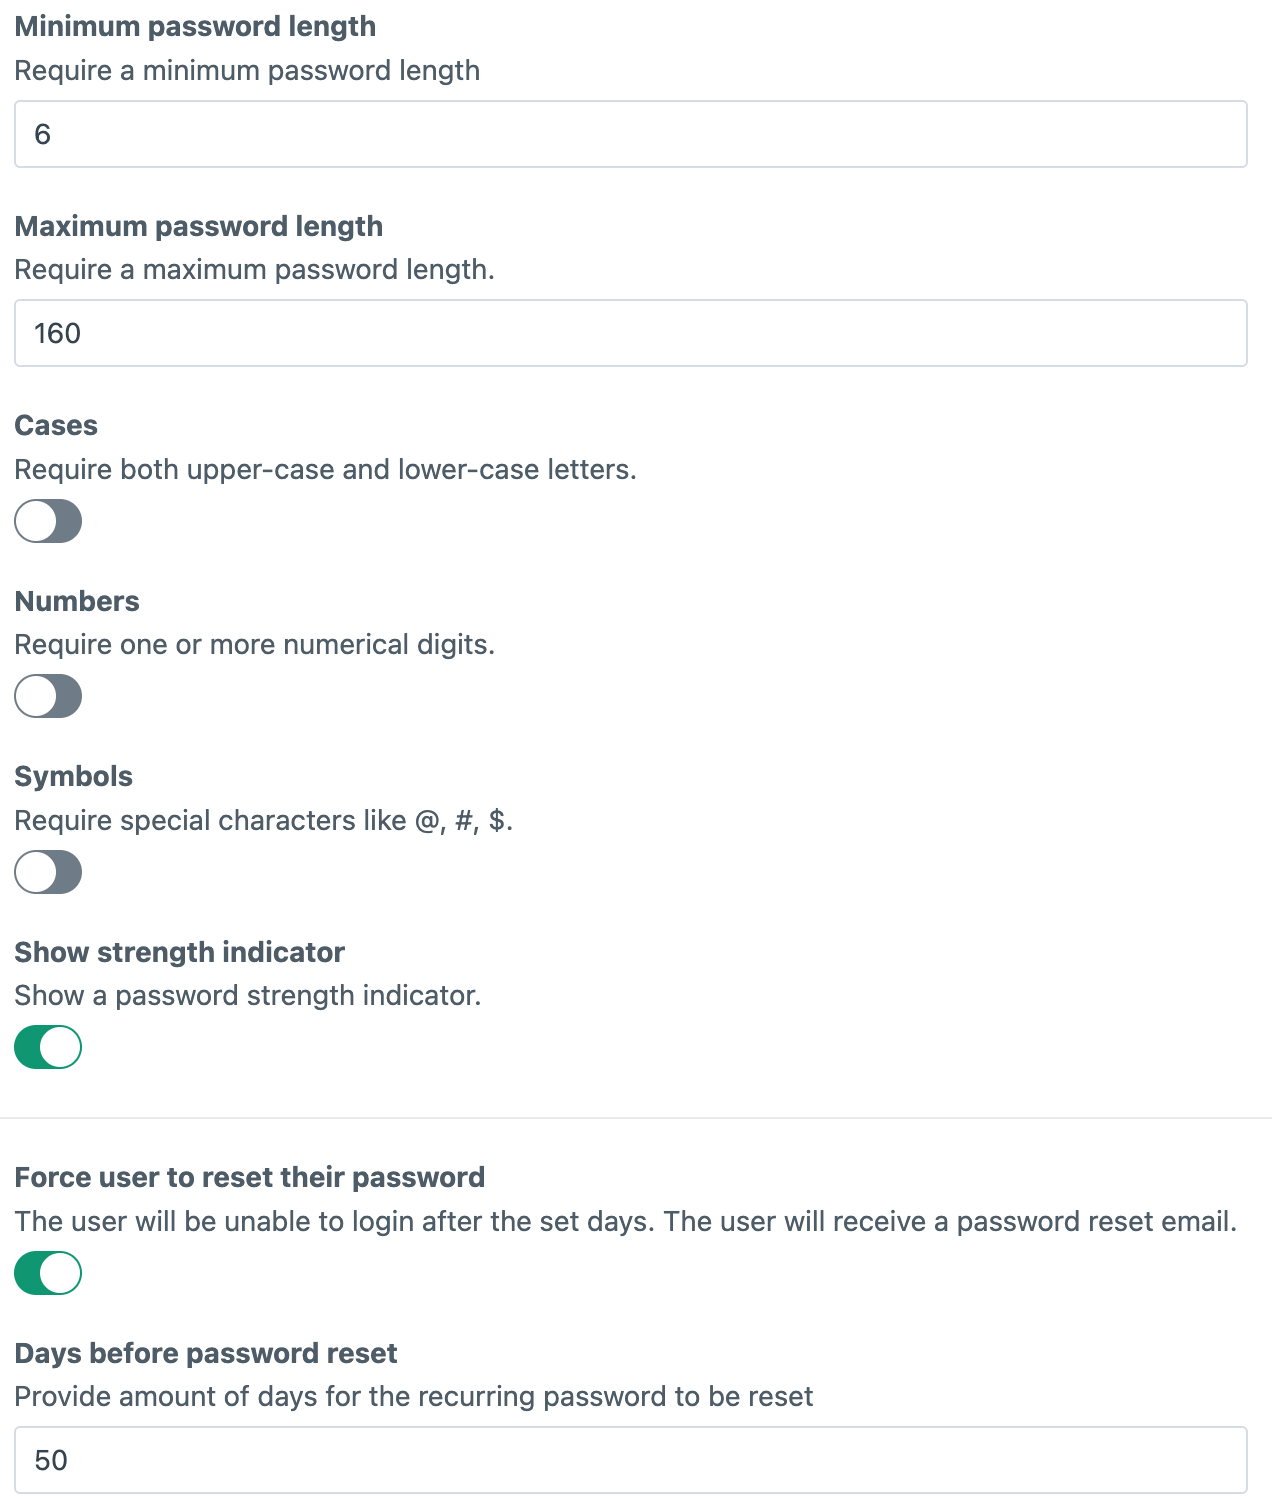 Minimum password length
Require a minimum password length
6
Maximum password length
Require a maximum password length.
160
Cases
Require both upper-case and lower-case letters.
Numbers
Require one or more numerical digits.
Symbols
Require special characters like @, #, $.
Show strength indicator
Show a password strength indicator.
Force user to reset their password
The user will be unable to login after the set days. The user will receive a password reset email.
Days before password reset
Provide amount of days for the recurring password to be reset
50